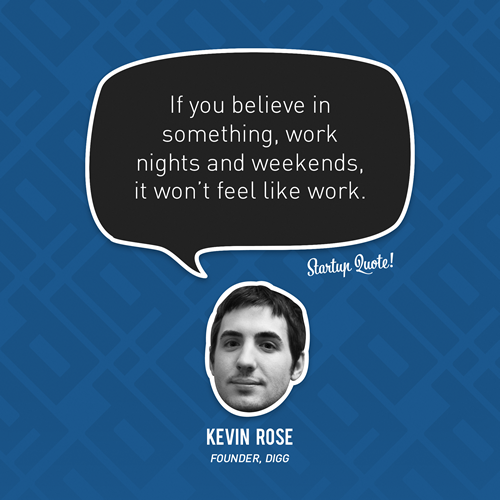 If you believe in
something, work
nights and weekends,
it won't feel like work.
Startup Quote!
KEVIN ROSE
FOUNDER, DIGG